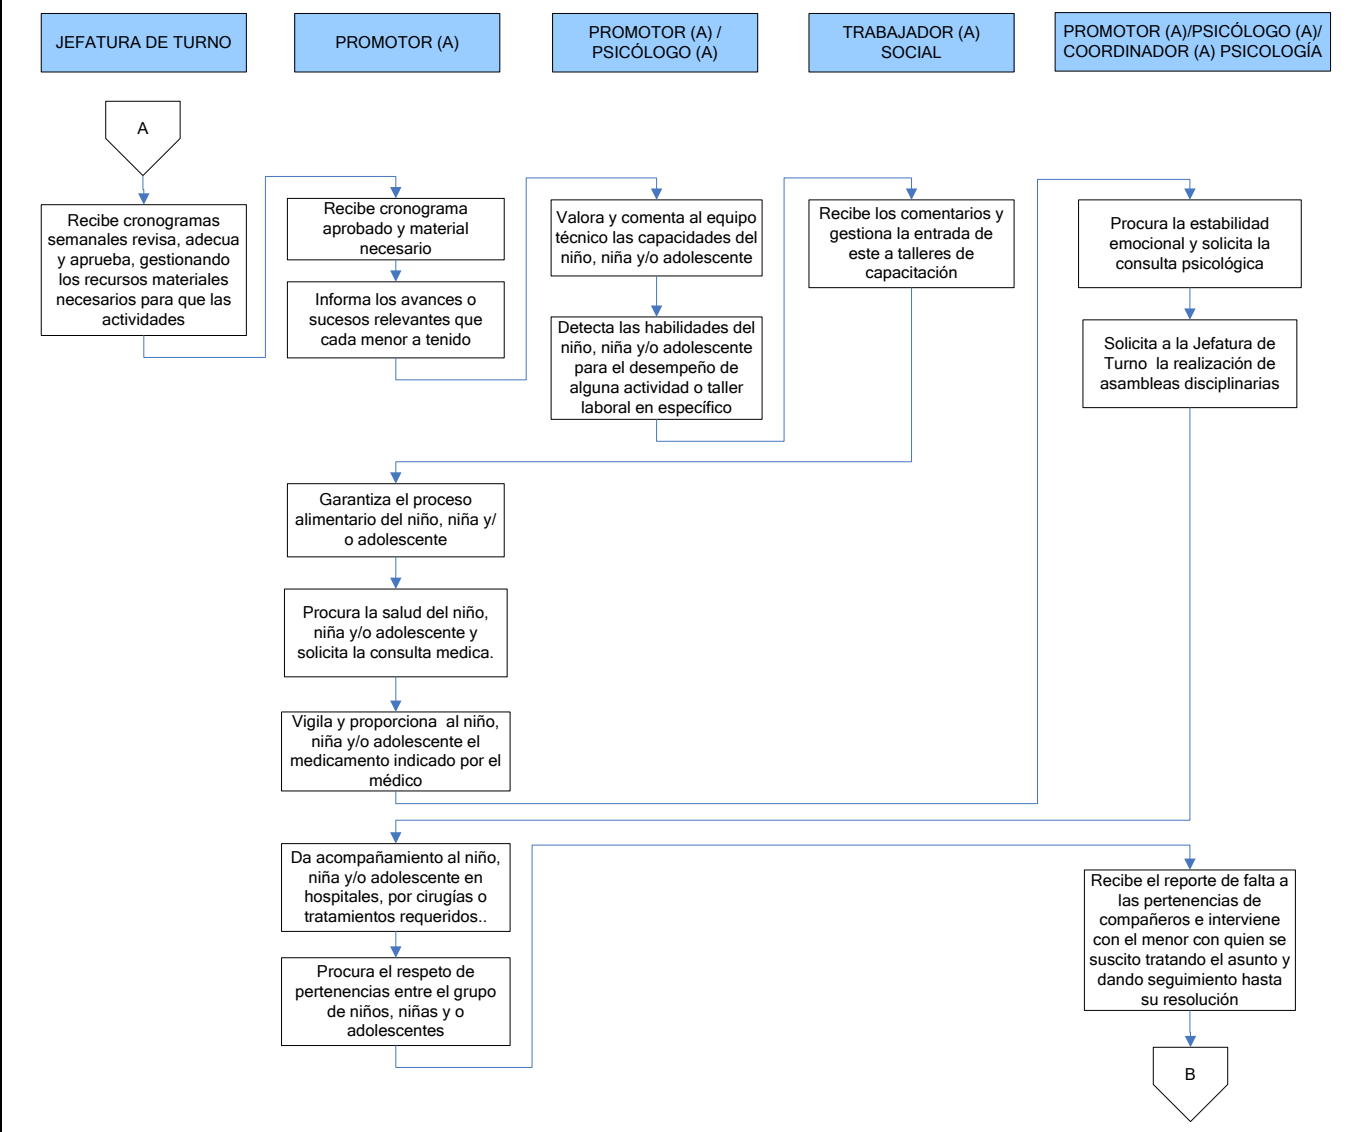 JEFATURA DE TURNO
PROMOTOR (A)
PROMOTOR (A) /
PSICÓLOGO (A)
TRABAJADOR (A)
SOCIAL
PROMOTOR (A)/PSICÓLOGO (A)/
COORDINADOR (A) PSICOLOGÍA
A
Recibe cronogramas
semanales revisa, adecua
y aprueba, gestionando
los recursos materiales
necesarios para que las
actividades
Recibe cronograma
aprobado y material
necesario
Informa los avances o
sucesos relevantes que
cada menor a tenido
Valora y comenta al equipo
técnico las capacidades del
niño, niña y/o adolescente
Detecta las habilidades del
niño, niña y/o adolescente
para el desempeño de
alguna actividad o taller
laboral en específico
Recibe los comentarios y
gestiona la entrada de
este a talleres de
capacitación
Procura la estabilidad
emocional y solicita la
consulta psicológica
Solicita a la Jefatura de
Turno la realización de
asambleas disciplinarias
Garantiza el proceso
alimentario del niño, niña y/
o adolescente
Procura la salud del niño,
niña y/o adolescente y
solicita la consulta medica.
Vigila y proporciona al niño,
niña y/o adolescente el
medicamento indicado por el
médico
Da acompañamiento al niño,
niña y/o adolescente en
hospitales, por cirugías o
tratamientos requeridos..
Procura el respeto de
pertenencias entre el grupo
de niños, niñas y o
adolescentes
Recibe el reporte de falta a
las pertenencias de
compañeros e interviene
con el menor con quien se
suscito tratando el asunto y
dando seguimiento hasta
su resolución
B